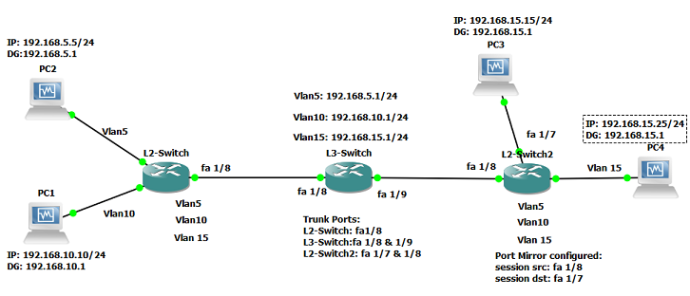 IP: 192.168.15.15/24
DG: 192.168.15.1
PC3
IP: 192.168.5.5/24
DG:192.168.5.1
PC2
Vlan5: 192.168.5.1/24
Vlan10: 192.168.10.1/24
Vlan15: 192.168.15.1/24
IP: 192.168.15.25/24
DG: 192.168.15.1
PC4
Vlan5
L2-Switch
fa 1/8
L3-Switch
fa 1/8
fa 1/9
fa 1/7
fa 1/8
L2-Switch2
Vlan 15
PC1
Vlan10
Vlan5
Vlan10
Vlan 15
IP: 192.168.10.10/24
DG: 192.168.10.1
Trunk Ports:
L2-Switch: fa1/8
L3-Switch:fa 1/8 & 1/9
L2-Switch2: fa 1/7 & 1/8
Vlan5
Vlan10
Vlan 15
Port Mirror configured:
session src: fa 1/8
session dst: fa 1/7